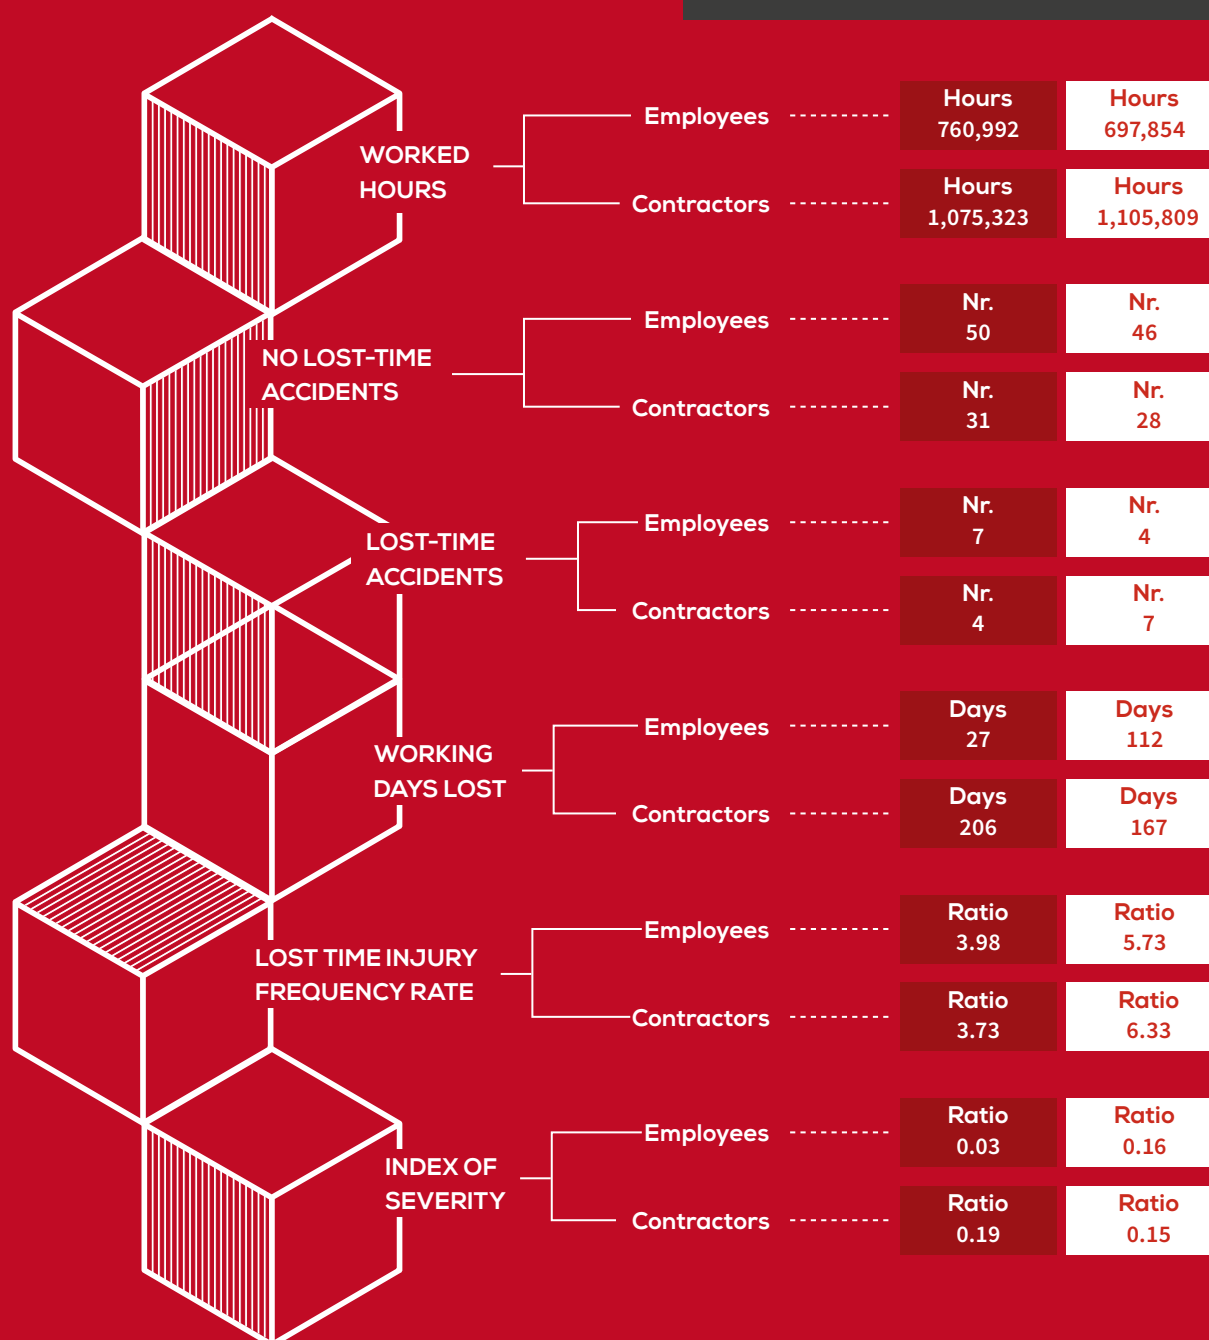 WORKED
HOURS
Employees
Hours
760,992
Hours
697,854
Contractors
Hours
1,075,323
Hours
1,105,809
NO LOST-TIME
ACCIDENTS
Employees
Nr.
50
Nr.
46
Contractors
Nr.
31
Nr.
28
LOST-TIME
ACCIDENTS
Employees
Nr.
7
Nr.
4
Contractors
Nr.
4
Nr.
7
WORKING
DAYS LOST
Employees
Days
27
Days
112
Contractors
Days
206
Days
167
LOST TIME INJURY
FREQUENCY RATE
Employees
Ratio
3.98
Ratio
5.73
Contractors
Ratio
3.73
Ratio
6.33
INDEX OF
SEVERITY
Employees
Ratio
0.03
Ratio
0.16
Contractors
Ratio
0.19
Ratio
0.15